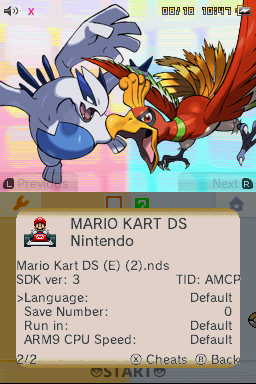 X 08/18 10:47
L Previous Next R
2
MARIO KART DS
Nintendo
Mario Kart DS (E) (2).nds
SDK ver: 3 TID: AMCP
>Language: Default
Save Number: 0
Run in: Default
ARM9 CPU Speed: Default
2/2 Ⓧ Cheats Ⓡ Back
START